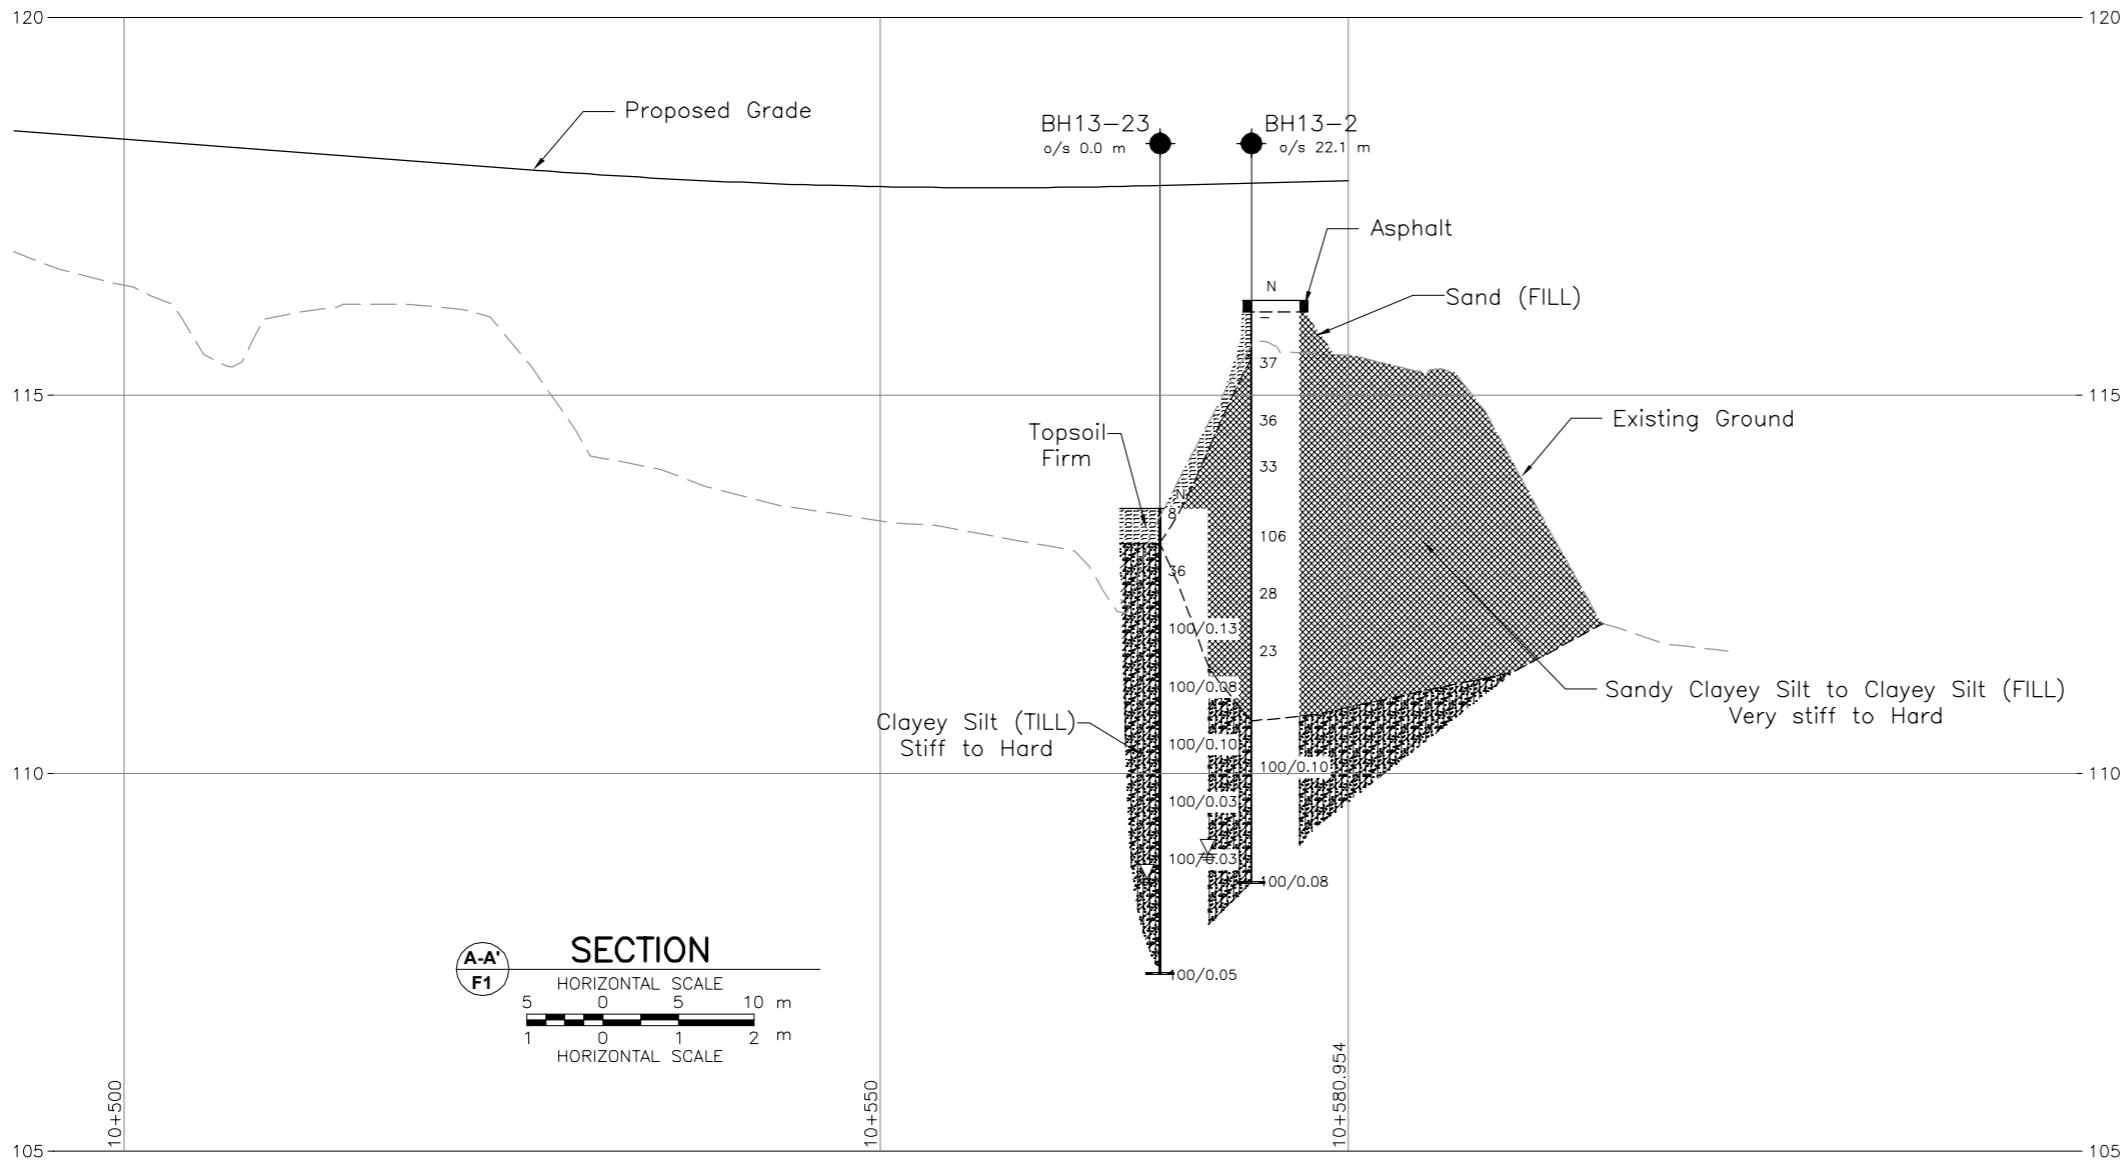 120
120
Proposed Grade
BH13-23
o/s 0.0 m
BH13-2
o/s 22.1 m
Asphalt
N
Sand (FILL)
37
115
115
36
Existing Ground
Topsoil
Firm
33
N
8
106
36
28
100/0.13
23
100/0.08
Sandy Clayey Silt to Clayey Silt (FILL)
Very stiff to Hard
Clayey Silt (TILL)
Stiff to Hard
100/0.10
110
100/0.10
110
100/0.03
100/0.03
100/0.08
100/0.05
A-A'
F1
SECTION
HORIZONTAL SCALE
5 0 5 10 m
1 0 1 2 m
HORIZONTAL SCALE
10+500
10+550
10+580.954
105
105